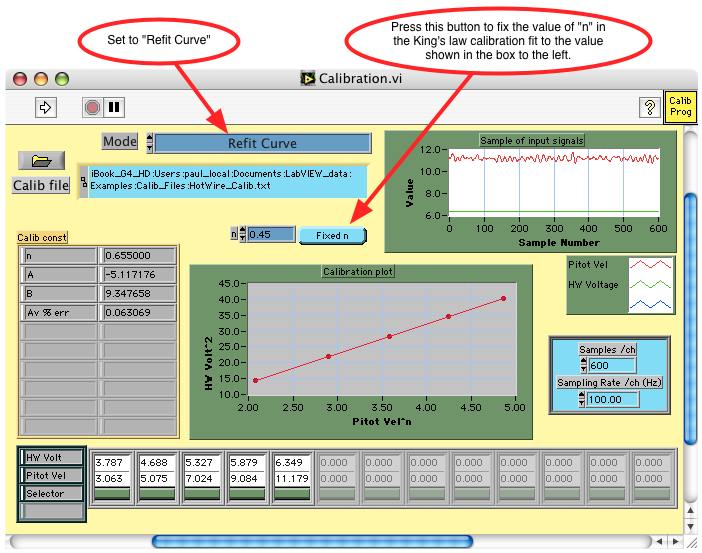 Set to "Refit Curve"
Press this button to fix the value of "n" in
the King's law calibration fit to the value
shown in the box to the left.
Calibration.vi
?
Calib
Prog
Mode
Refit Curve
Calib file
iBook_G4_HD:Users:paul_local:Documents:LabVIEW_data:
Examples:Calib_Files:HotWire_Calib.txt
n
0.45
Fixed n
Sample of input signals
Value
12.0
10.0
8.0
6.0
0 100 200 300 400 500 600
Sample Number
Pitot Vel
HW Voltage
Calib const
n 0.655000
A -5.117176
B 9.347658
Av % err 0.063069
Calibration plot
HW Volt^2
45.0
40.0
35.0
30.0
25.0
20.0
15.0
10.0
2.00 2.50 3.00 3.50 4.00 4.50 5.00
Pitot Vel^n
Samples /ch
600
Sampling Rate /ch (Hz)
100.00
HW Volt 3.787 4.688 5.327 5.879 6.349 0.000 0.000 0.000 0.000 0.000 0.000 0.000 0.000
Pitot Vel 3.063 5.075 7.024 9.084 11.179 0.000 0.000 0.000 0.000 0.000 0.000 0.000 0.000
Selector